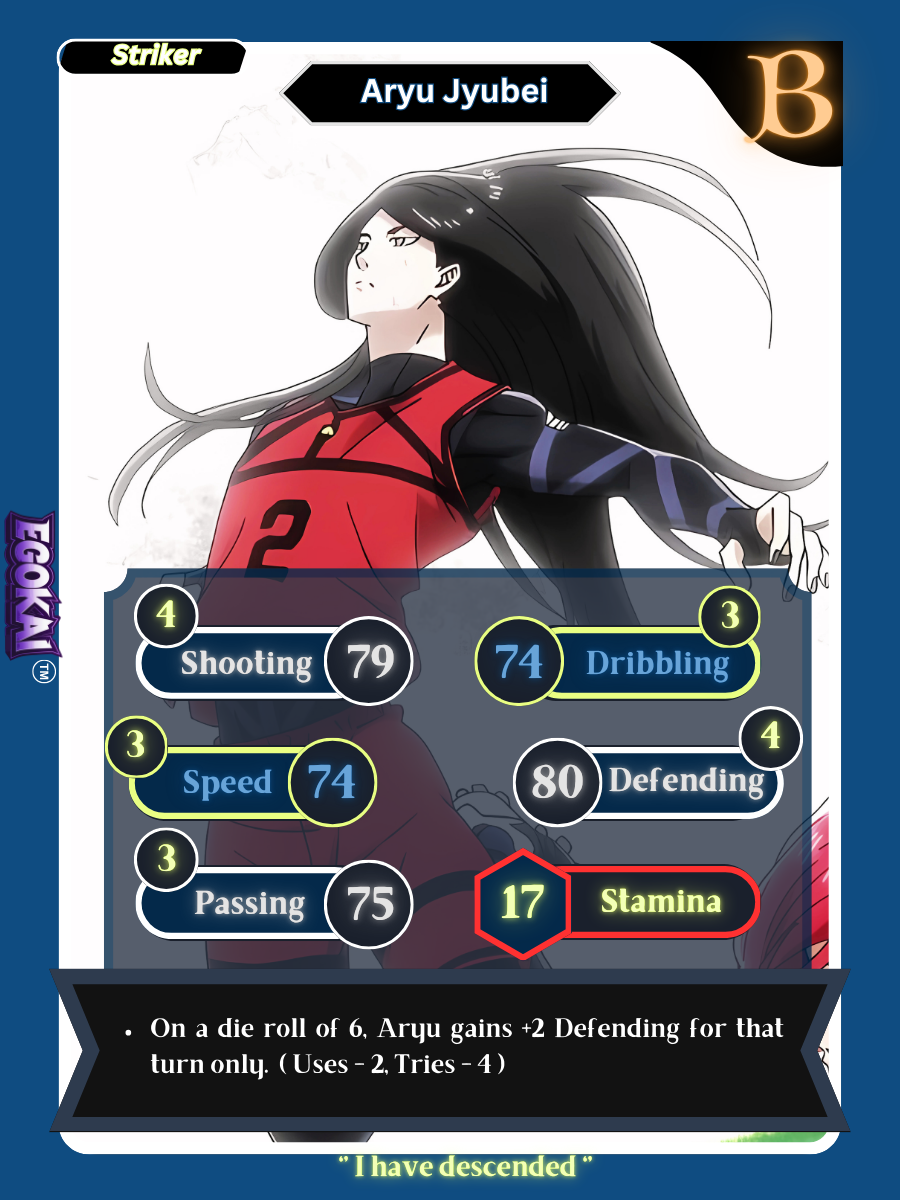 Striker
Aryu Jyubei
B
2
EGOKAI
TM
4
Shooting 79
3
74 Dribbling
3
Speed 74
4
80 Defending
3
Passing 75
17 Stamina
• On a die roll of 6, Aryu gains +2 Defending for that
turn only. ( Uses - 2, Tries - 4 )
“ I have descended ”